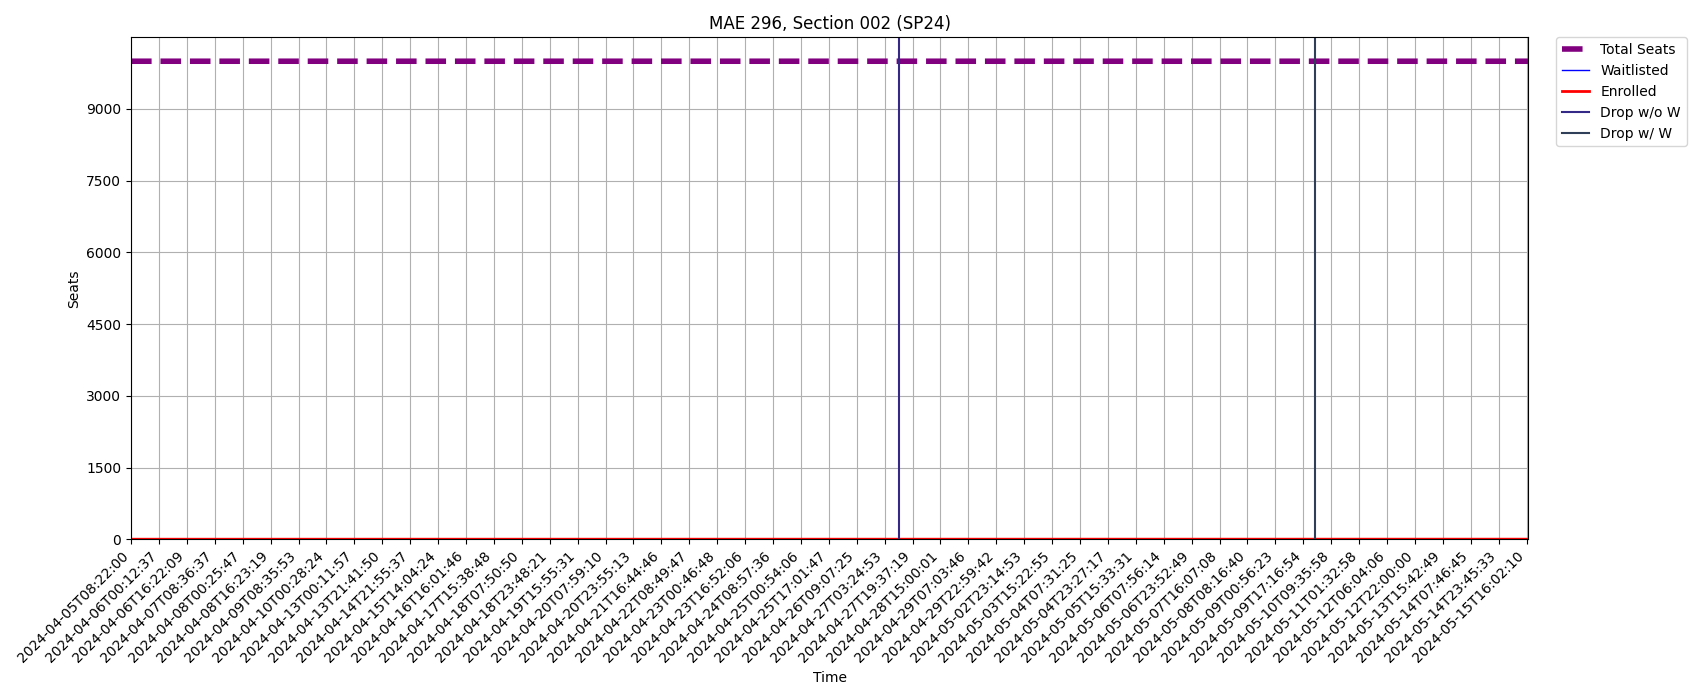 MAE 296, Section 002 (SP24)
Total Seats
Waitlisted
Enrolled
Drop w/o W
Drop w/ W
9000
7500
6000
4500
3000
1500
0
Seats
2024-04-05T08:22:00
2024-04-06T00:12:37
2024-04-06T16:22:09
2024-04-07T08:36:37
2024-04-08T00:25:47
2024-04-08T16:23:19
2024-04-09T08:35:53
2024-04-10T00:28:24
2024-04-13T00:11:57
2024-04-13T21:41:50
2024-04-14T21:55:37
2024-04-15T14:04:24
2024-04-16T16:01:46
2024-04-17T15:38:48
2024-04-18T07:50:50
2024-04-18T23:48:21
2024-04-19T15:55:31
2024-04-20T07:59:10
2024-04-20T23:55:13
2024-04-21T16:44:46
2024-04-22T08:49:47
2024-04-23T00:46:48
2024-04-23T16:52:06
2024-04-24T08:57:36
2024-04-25T00:54:06
2024-04-25T17:01:47
2024-04-26T09:07:25
2024-04-27T03:24:53
2024-04-27T19:37:19
2024-04-28T15:00:01
2024-04-29T07:03:46
2024-04-29T22:59:42
2024-05-02T23:14:53
2024-05-03T15:22:55
2024-05-04T07:31:25
2024-05-04T23:27:17
2024-05-05T15:33:31
2024-05-06T07:56:14
2024-05-06T23:52:49
2024-05-07T16:07:08
2024-05-08T08:16:40
2024-05-09T00:56:23
2024-05-09T17:16:54
2024-05-10T09:35:58
2024-05-11T01:32:58
2024-05-12T06:04:06
2024-05-12T22:00:00
2024-05-13T15:42:49
2024-05-14T07:46:45
2024-05-14T23:45:33
2024-05-15T16:02:10
Time